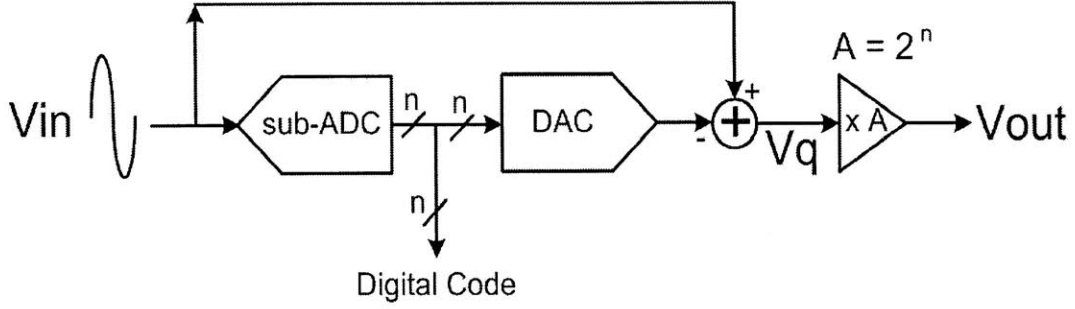 A = 2ⁿ
Vin
sub-ADC
n
n
DAC
+
+
-
Vq
x A
Vout
n
Digital Code